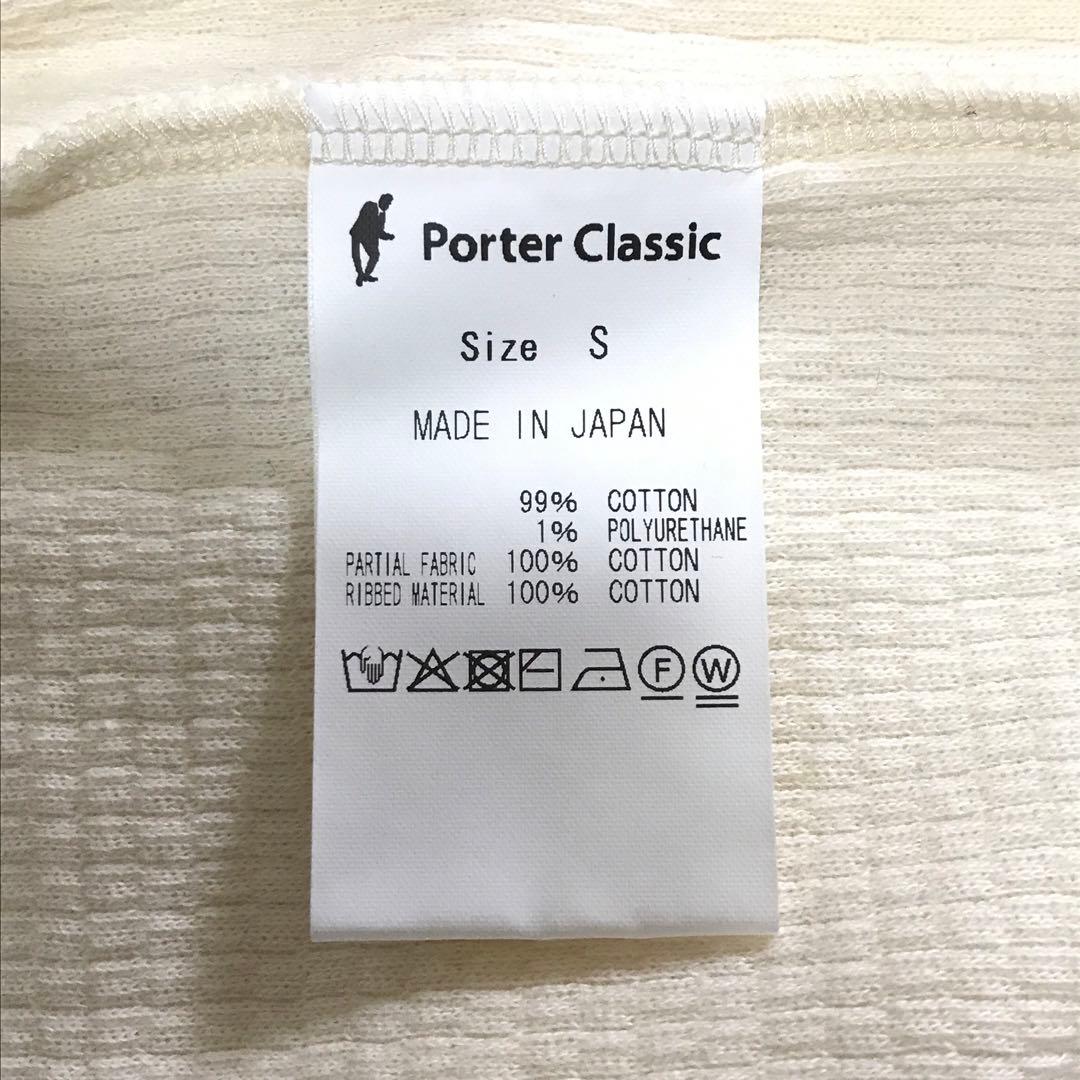 Porter Classic
Size S
MADE IN JAPAN
99% COTTON
1% POLYURETHANE
PARTIAL FABRIC 100% COTTON
RIBBED MATERIAL 100% COTTON
F W